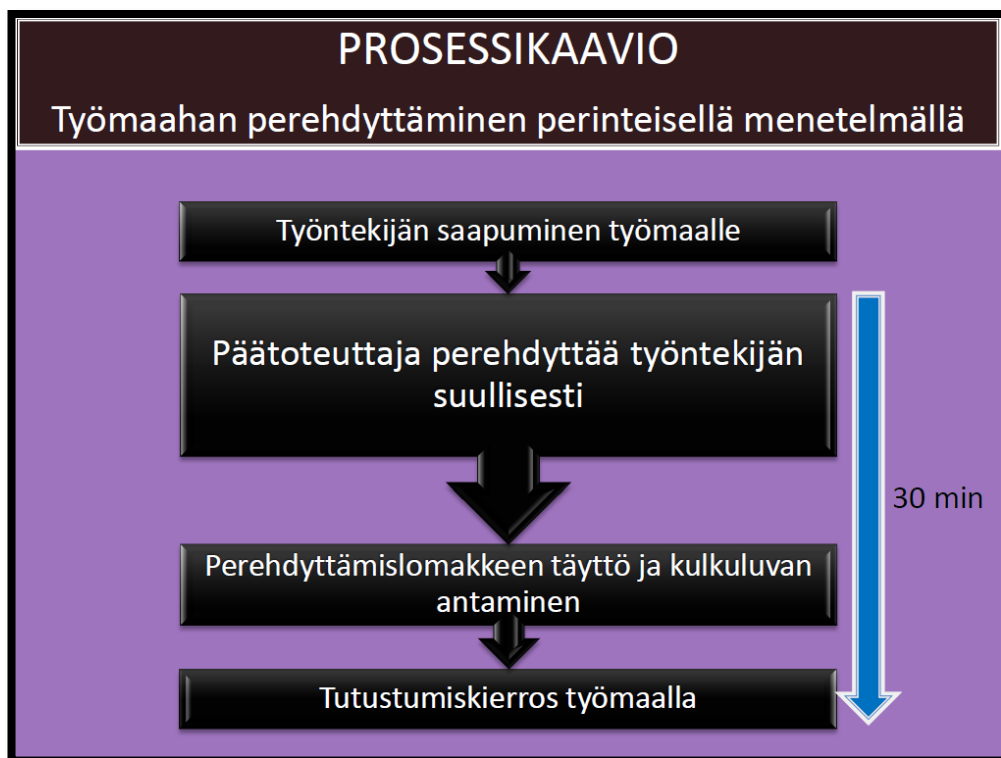 PROSESSIKAAVIO
Työmaahan perehdyttäminen perinteisellä menetelmällä
Työntekijän saapuminen työmaalle
Päätoteuttaja perehdyttää työntekijän
suullisesti
30 min
Perehdyttämislomakkeen täyttö ja kulkuluvan
antaminen
Tutustumiskierros työmaalla